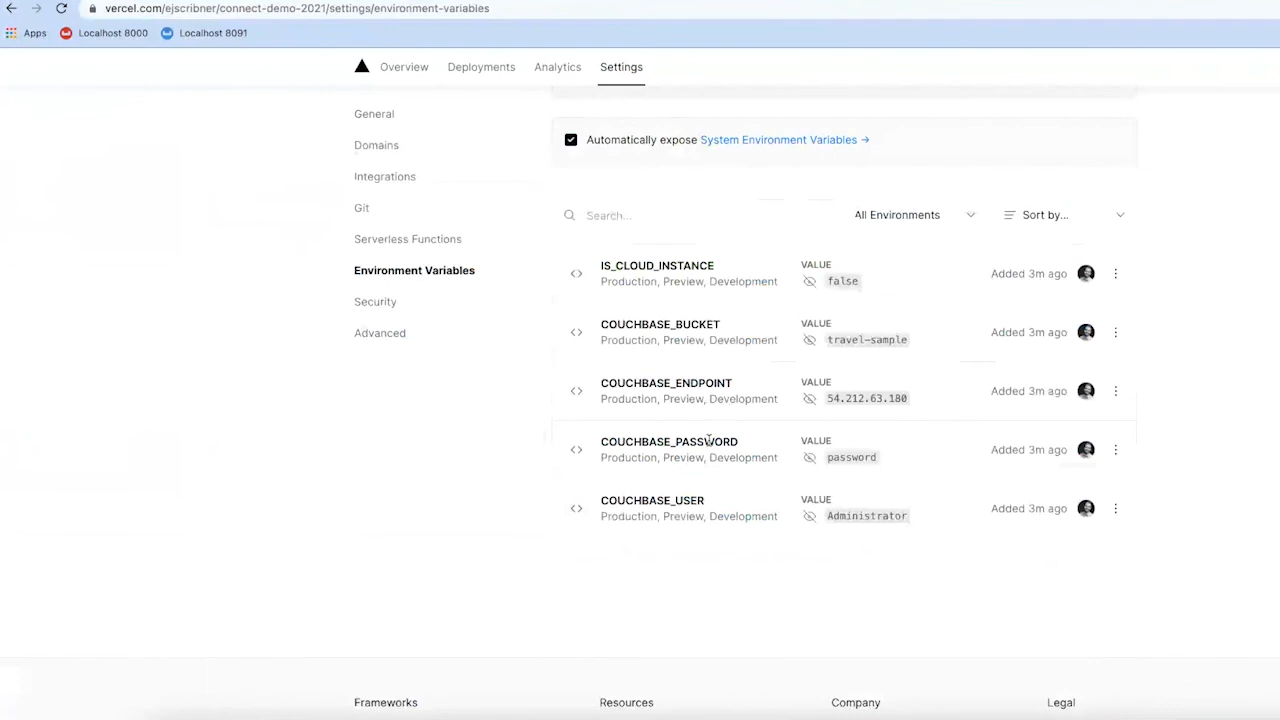 vercel.com/ejscribner/connect-demo-2021/settings/environment-variables
Apps Localhost 8000 Localhost 8091
Overview Deployments Analytics Settings
General
Domains
Integrations
Git
Serverless Functions
Environment Variables
Security
Advanced
Automatically expose System Environment Variables →
Search... All Environments Sort by...
IS_CLOUD_INSTANCE VALUE
Production, Preview, Development false Added 3m ago
COUCHBASE_BUCKET VALUE
Production, Preview, Development travel-sample Added 3m ago
COUCHBASE_ENDPOINT VALUE
Production, Preview, Development 54.212.63.180 Added 3m ago
COUCHBASE_PASSWORD VALUE
Production, Preview, Development password Added 3m ago
COUCHBASE_USER VALUE
Production, Preview, Development Administrator Added 3m ago
Frameworks Resources Company Legal